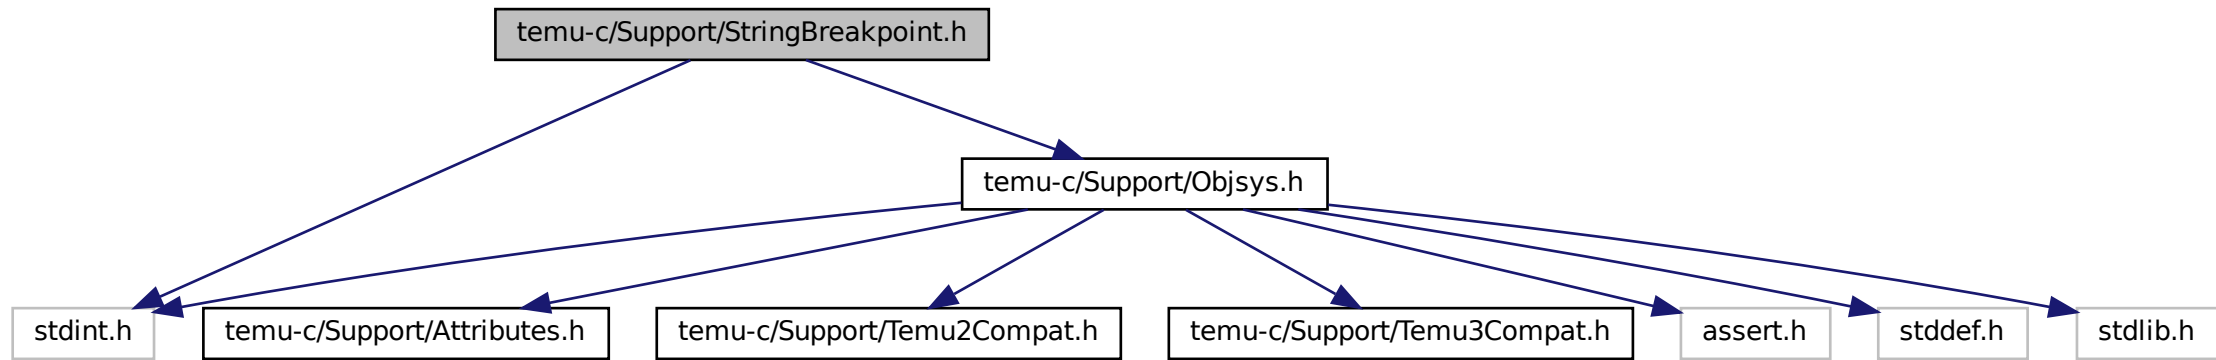 temu-c/Support/StringBreakpoint.h
temu-c/Support/Objsys.h
stdint.h
temu-c/Support/Attributes.h
temu-c/Support/Temu2Compat.h
temu-c/Support/Temu3Compat.h
assert.h
stddef.h
stdlib.h